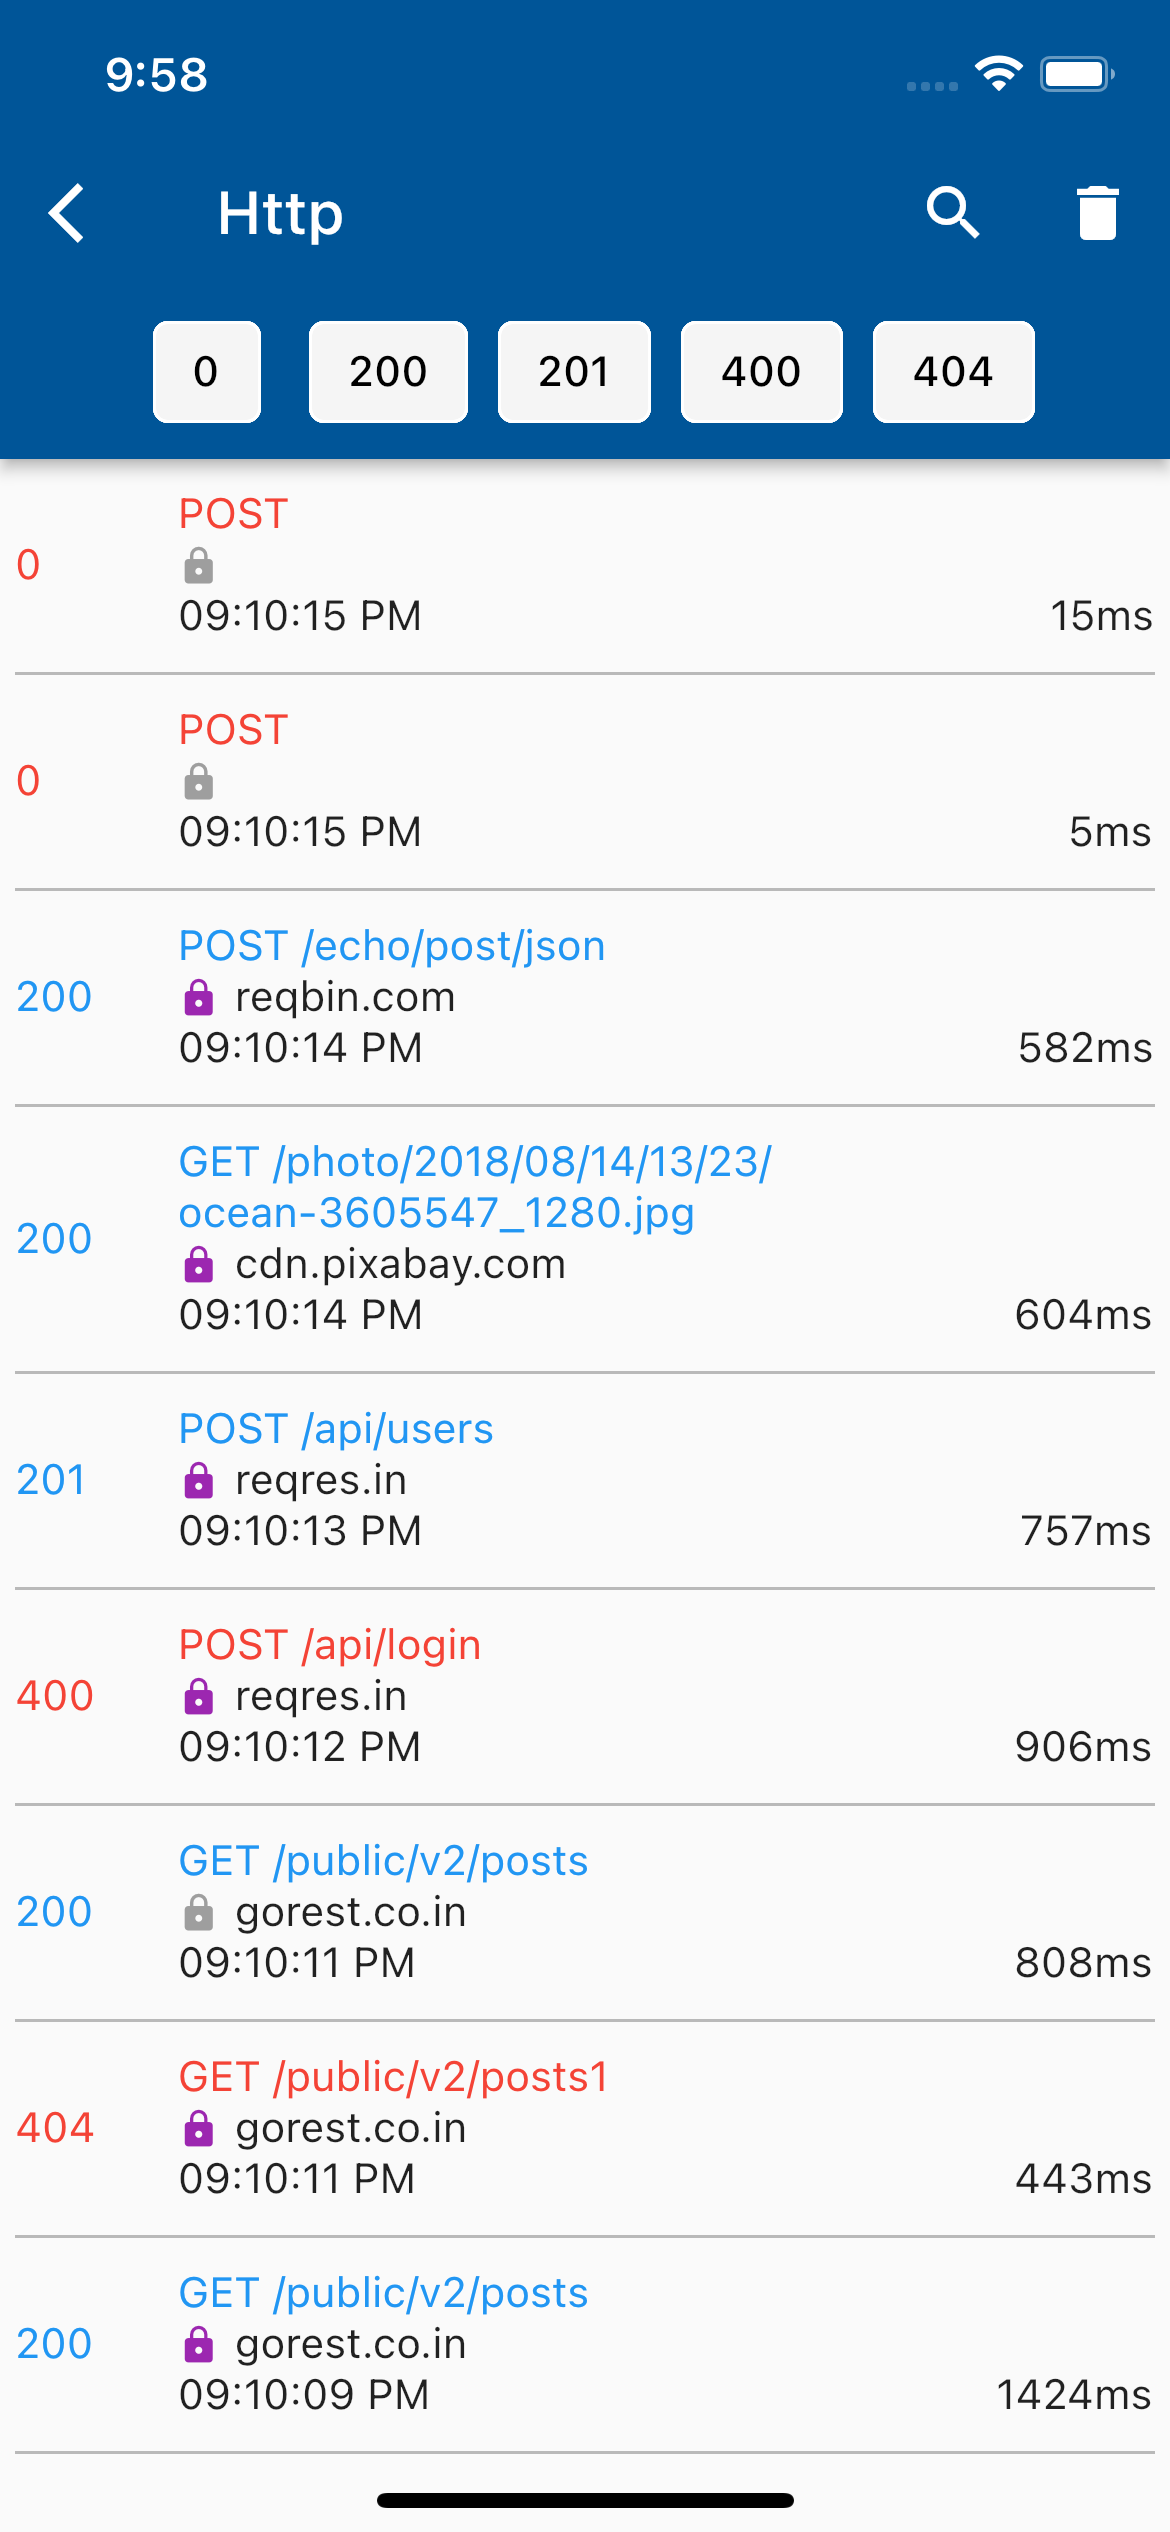 9:58
Http
0 200 201 400 404
POST
0
09:10:15 PM 15ms
POST
0
09:10:15 PM 5ms
POST /echo/post/json
200 reqbin.com
09:10:14 PM 582ms
GET /photo/2018/08/14/13/23/
ocean-3605547_1280.jpg
200
cdn.pixabay.com
09:10:14 PM 604ms
POST /api/users
201 reqres.in
09:10:13 PM 757ms
POST /api/login
400 reqres.in
09:10:12 PM 906ms
GET /public/v2/posts
200 gorest.co.in
09:10:11 PM 808ms
GET /public/v2/posts1
404 gorest.co.in
09:10:11 PM 443ms
GET /public/v2/posts
200 gorest.co.in
09:10:09 PM 1424ms